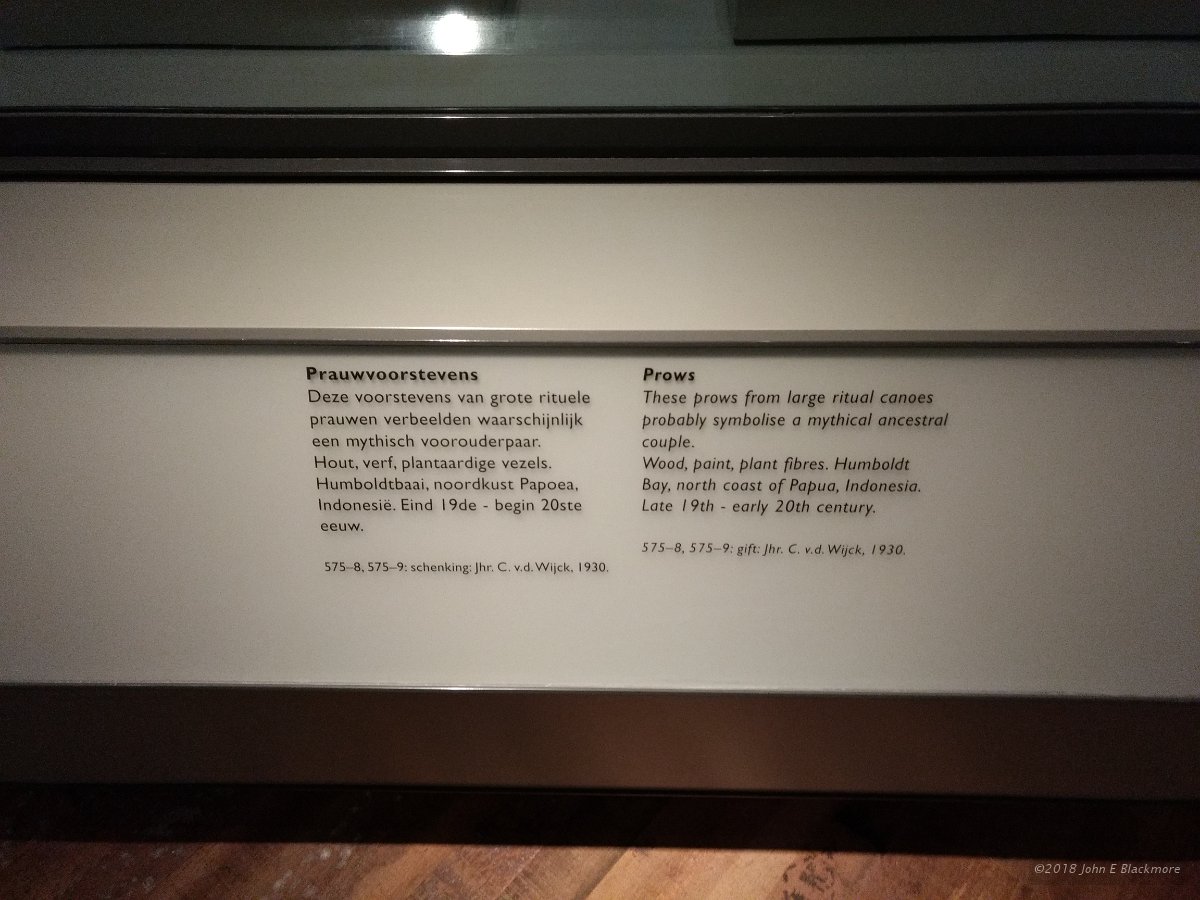 Prauwvoorstevens
Deze voorstevens van grote rituele
prauwen verbeelden waarschijnlijk
een mythisch voorouderpaar.
Hout, verf, plantaardige vezels.
Humboldtbaai, noordkust Papoea,
Indonesië. Eind 19de - begin 20ste
eeuw.
575–8, 575–9: schenking: Jhr. C. v.d. Wijck, 1930.
Prows
These prows from large ritual canoes
probably symbolise a mythical ancestral
couple.
Wood, paint, plant fibres. Humboldt
Bay, north coast of Papua, Indonesia.
Late 19th - early 20th century.
575–8, 575–9: gift: Jhr. C. v.d. Wijck, 1930.
©2018 John E Blackmore